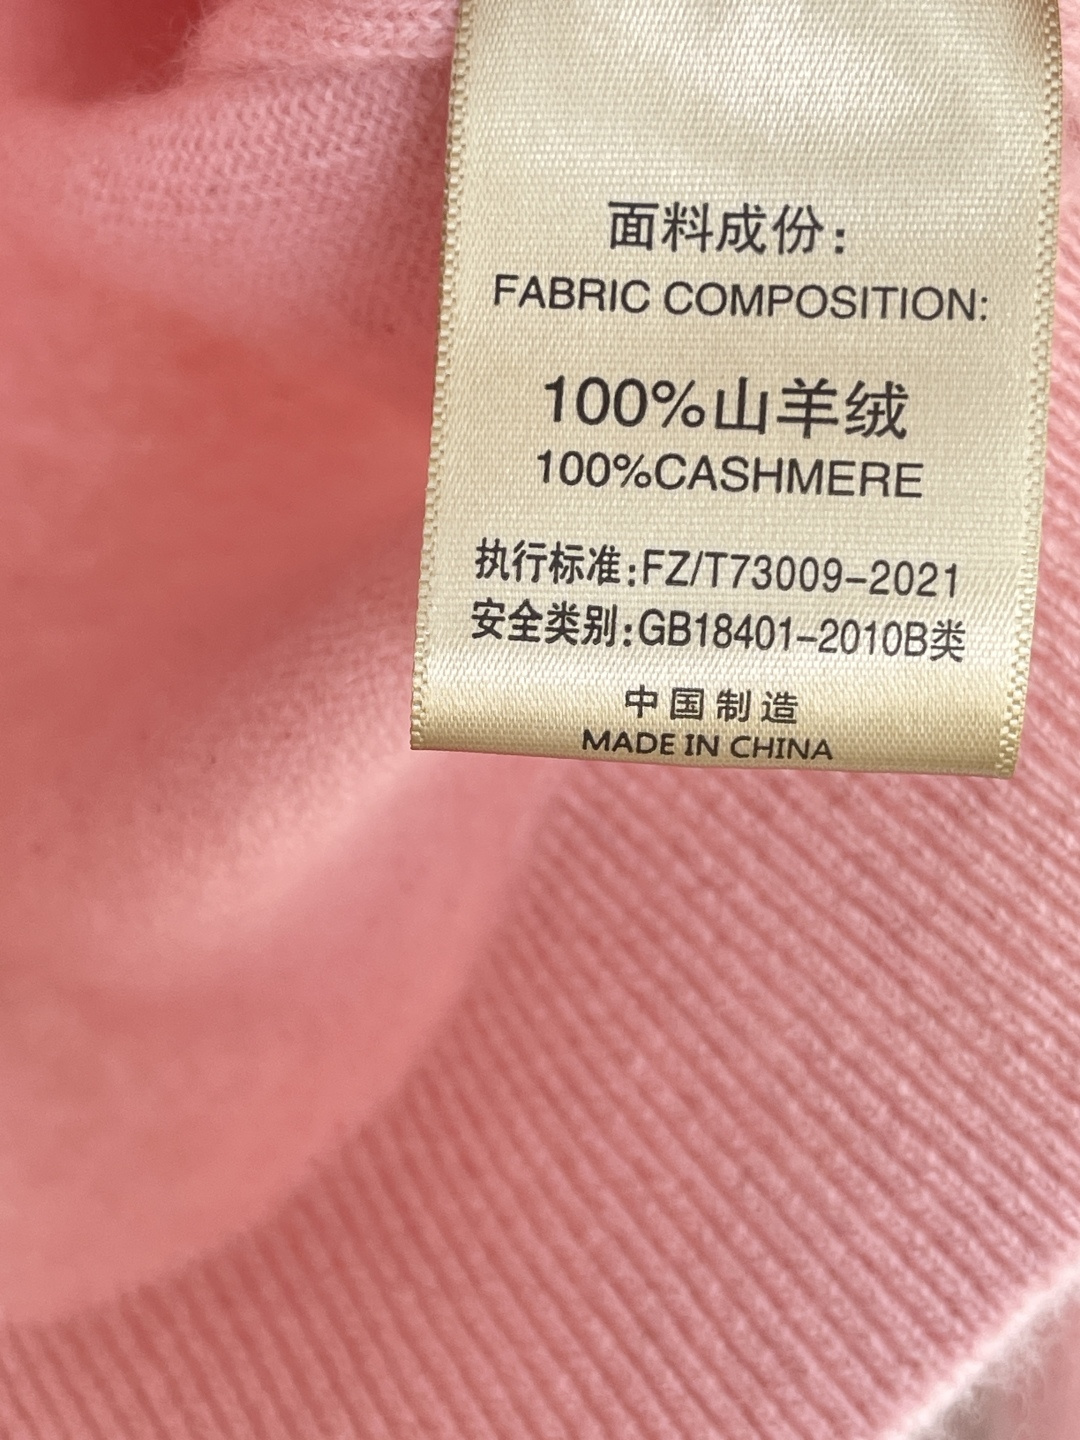 面料成份:
FABRIC COMPOSITION:
100%山羊绒
100%CASHMERE
执行标准:FZ/T73009-2021
安全类别:GB18401-2010B类
中国制造
MADE IN CHINA